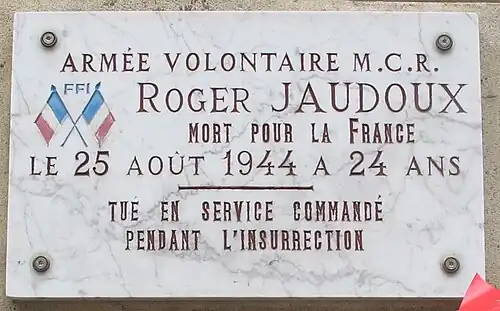 ARMÉE VOLONTAIRE M.C.R.
FFI
ROGER JAUDOUX
MORT POUR LA FRANCE
LE 25 AOÛT 1944 A 24 ANS
TUÉ EN SERVICE COMMANDÉ
PENDANT L'INSURRECTION